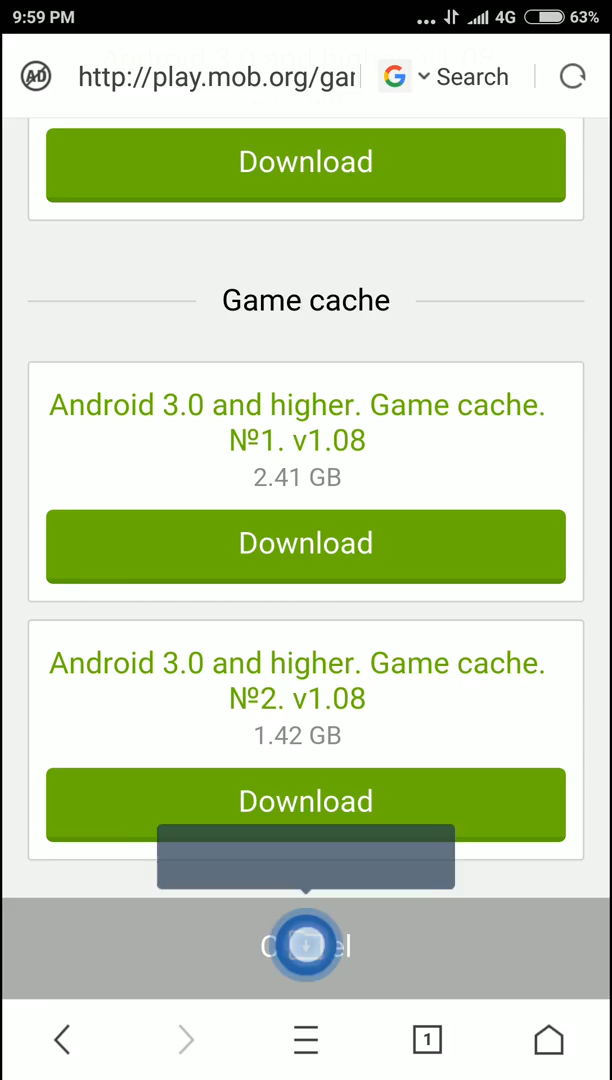 9:59 PM
... 4G 63%
AD
http://play.mob.org/gar
G Search
Download
Game cache
Android 3.0 and higher. Game cache.
№1. v1.08
2.41 GB
Download
Android 3.0 and higher. Game cache.
№2. v1.08
1.42 GB
Download
1